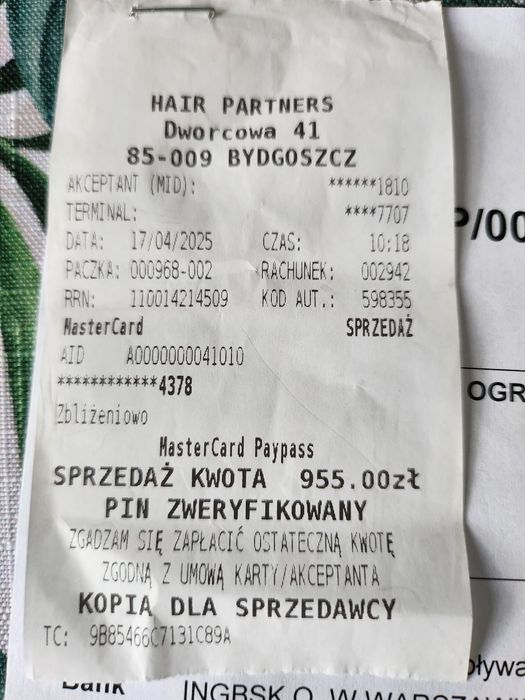 HAIR PARTNERS
Dworcowa 41
85-009 BYDGOSZCZ
AKCEPTANT (MID): ******1810
TERMINAL: ****7707
DATA: 17/04/2025 CZAS: 10:18
PACZKA: 000968-002 RACHUNEK: 002942
RRN: 110014214509 KOD AUT.: 598355
MasterCard SPRZEDAŻ
AID A0000000041010
************4378
Zbliżeniowo
MasterCard Paypass
SPRZEDAŻ KWOTA 955.00zł
PIN ZWERYFIKOWANY
ZGADZAM SIĘ ZAPŁACIĆ OSTATECZNĄ KWOTĘ
ZGODNĄ Z UMOWĄ KARTY/AKCEPTANTA
KOPIA DLA SPRZEDAWCY
TC: 9B85466C7131C89A
P/00
OGR
pływa
Bank INGBSK O. W WARSZAW